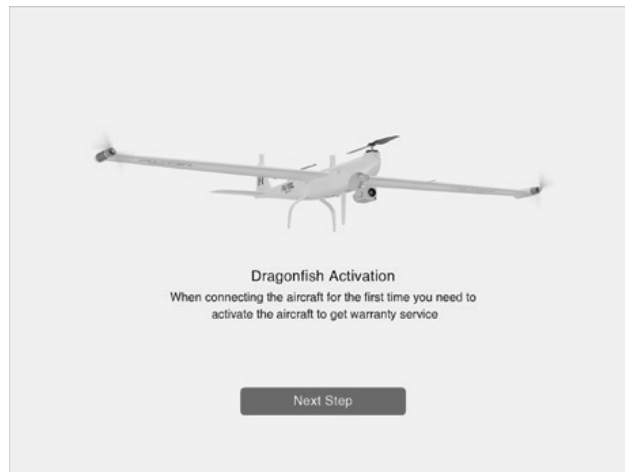 Dragonfish Activation
When connecting the aircraft for the first time you need to
activate the aircraft to get warranty service
Next Step